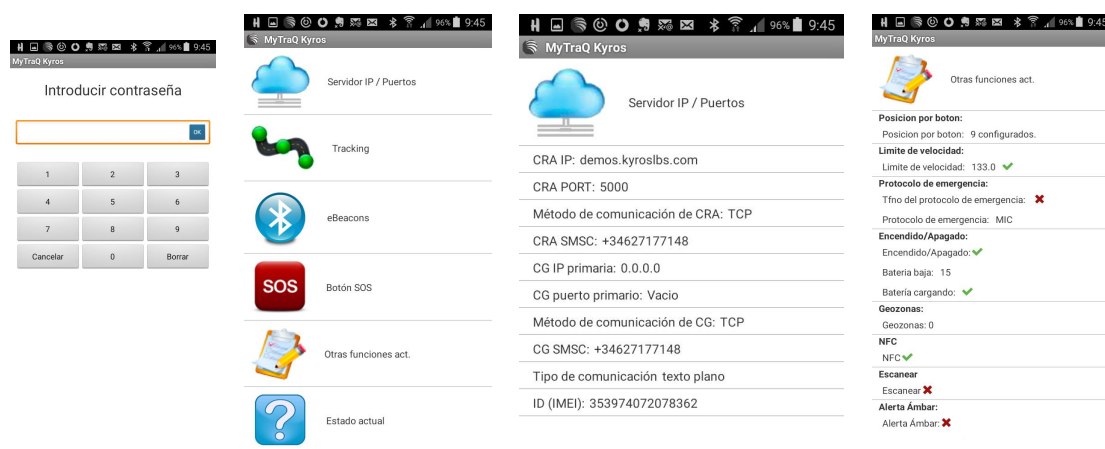 96% 9:45
MyTraQ Kyros
Introducir contraseña
OK
1 2 3
4 5 6
7 8 9
Cancelar 0 Borrar
96% 9:45
MyTraQ Kyros
Servidor IP / Puertos
Tracking
eBeacons
SOS
Botón SOS
Otras funciones act.
Estado actual
96% 9:45
MyTraQ Kyros
Servidor IP / Puertos
CRA IP: demos.kyroslbs.com
CRA PORT: 5000
Método de comunicación de CRA: TCP
CRA SMSC: +34627177148
CG IP primaria: 0.0.0.0
CG puerto primario: Vacio
Método de comunicación de CG: TCP
CG SMSC: +34627177148
Tipo de comunicación texto plano
ID (IMEI): 353974072078362
96% 9:45
MyTraQ Kyros
Otras funciones act.
Posicion por boton:
Posicion por boton: 9 configurados.
Limite de velocidad:
Limite de velocidad: 133.0
Protocolo de emergencia:
Tfno del protocolo de emergencia:
Protocolo de emergencia: MIC
Encendido/Apagado:
Encendido/Apagado:
Bateria baja: 15
Batería cargando:
Geozonas:
Geozonas: 0
NFC
NFC
Escanear
Escanear
Alerta Ámbar:
Alerta Ámbar: